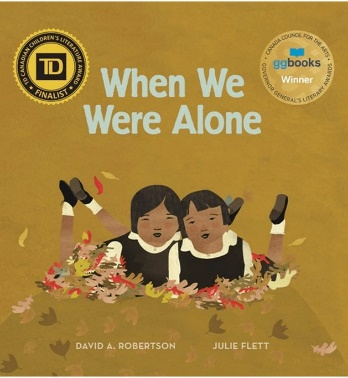 TD CANADIAN CHILDREN'S LITERATURE AWARD
TD
FINALIST
CANADA COUNCIL FOR THE ARTS
ggbooks
Winner
GOVERNOR GENERAL'S LITERARY AWARDS
When We
Were Alone
DAVID A. ROBERTSON JULIE FLETT